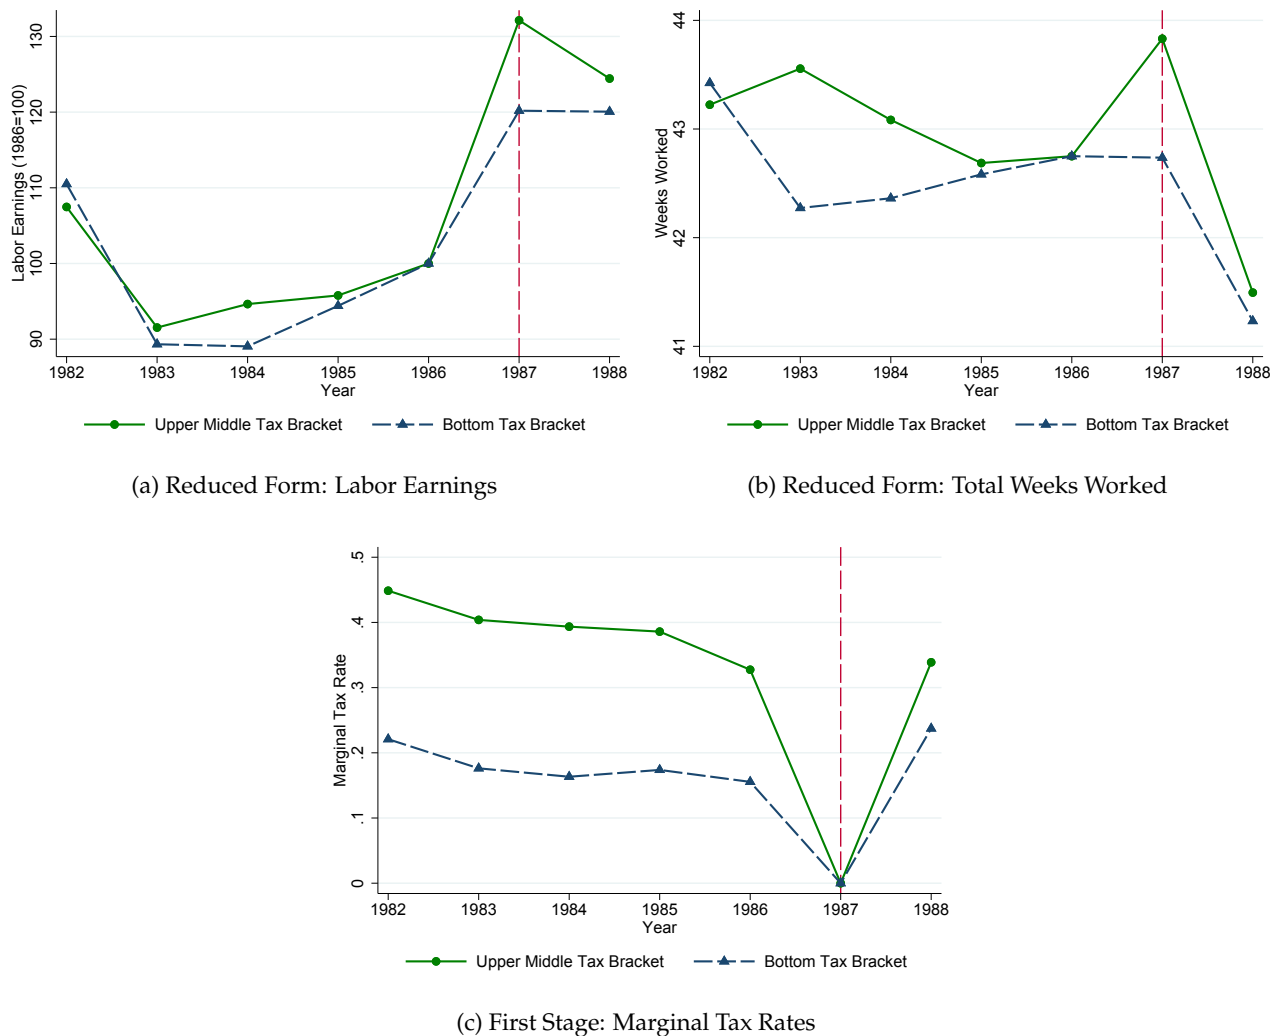 Labor Earnings (1986=100)
130
120
110
100
90
1982 1983 1984 1985 1986 1987 1988
Year
Upper Middle Tax Bracket Bottom Tax Bracket
(a) Reduced Form: Labor Earnings
Weeks Worked
44
43
42
41
1982 1983 1984 1985 1986 1987 1988
Year
Upper Middle Tax Bracket Bottom Tax Bracket
(b) Reduced Form: Total Weeks Worked
Marginal Tax Rate
.5
.4
.3
.2
.1
0
1982 1983 1984 1985 1986 1987 1988
Year
Upper Middle Tax Bracket Bottom Tax Bracket
(c) First Stage: Marginal Tax Rates